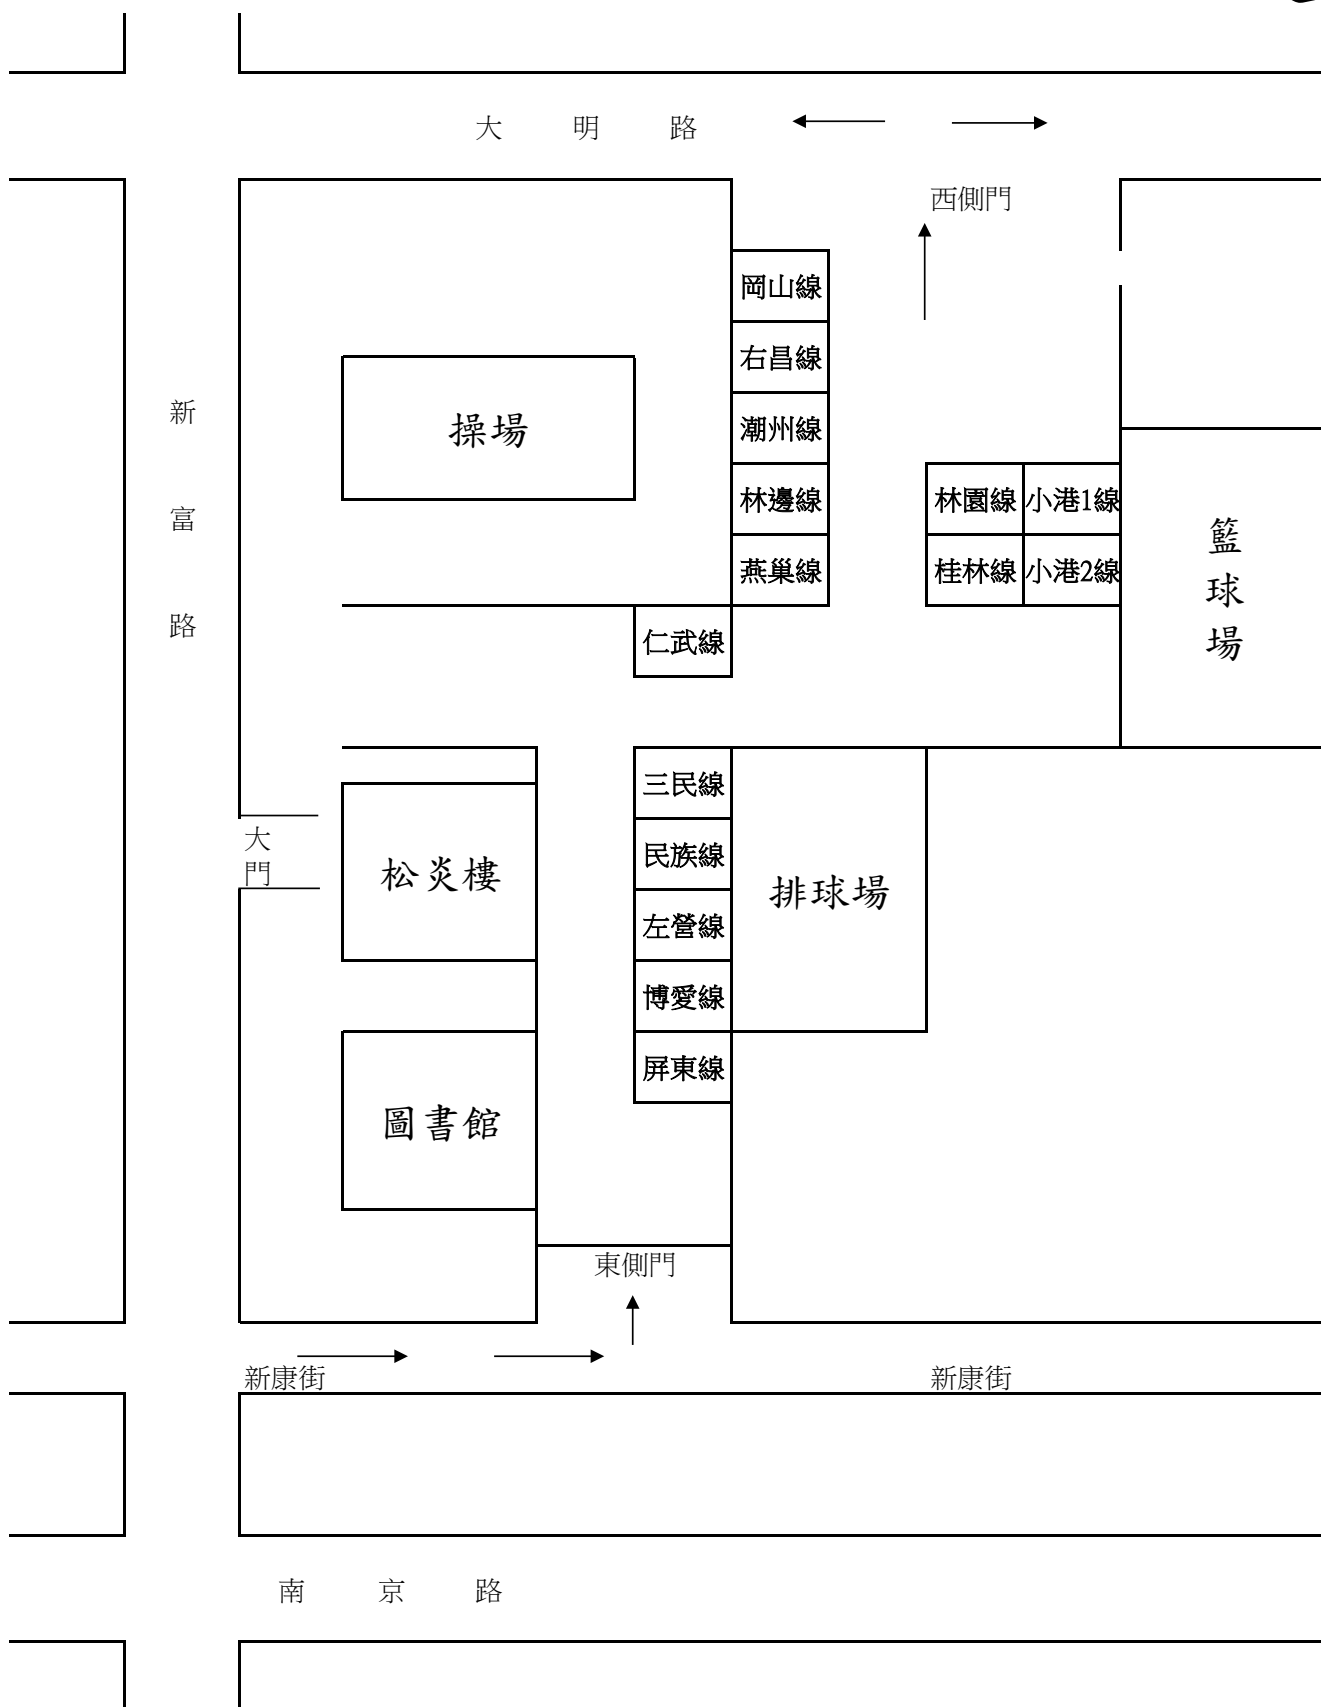 大明路
西側門
岡山線
右昌線
潮州線
林邊線
燕巢線
林園線
小港1線
桂林線
小港2線
操場
籃球場
新富路
仁武線
三民線
民族線
左營線
博愛線
屏東線
大門
松炎樓
排球場
圖書館
東側門
新康街
新康街
南京路